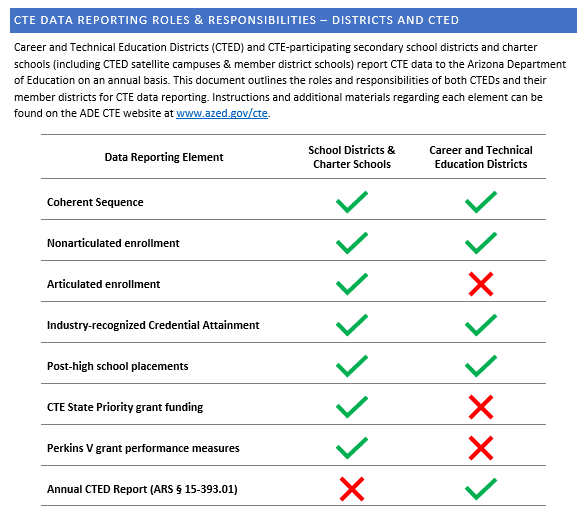 CTE DATA REPORTING ROLES & RESPONSIBILITIES – DISTRICTS AND CTED
Career and Technical Education Districts (CTED) and CTE-participating secondary school districts and charter
schools (including CTED satellite campuses & member district schools) report CTE data to the Arizona Department
of Education on an annual basis. This document outlines the roles and responsibilities of both CTEDs and their
member districts for CTE data reporting. Instructions and additional materials regarding each element can be
found on the ADE CTE website at www.azed.gov/cte.
Data Reporting Element
School Districts &
Charter Schools
Career and Technical
Education Districts
Coherent Sequence
Nonarticulated enrollment
Articulated enrollment
Industry-recognized Credential Attainment
Post-high school placements
CTE State Priority grant funding
Perkins V grant performance measures
Annual CTED Report (ARS § 15-393.01)